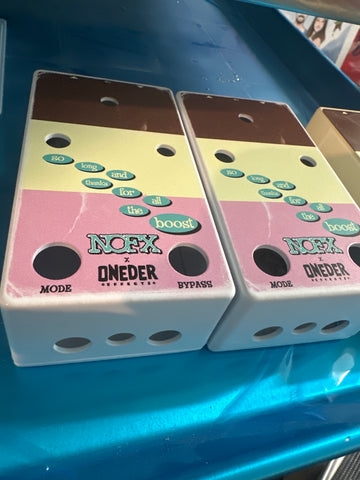 so long and
thanks for all
the boost
NOFX
x
ONEDER
EFFECTS
MODE BYPASS
so long and
thanks for all
the boost
NOFX
x
ONEDER
EFFECTS
MODE